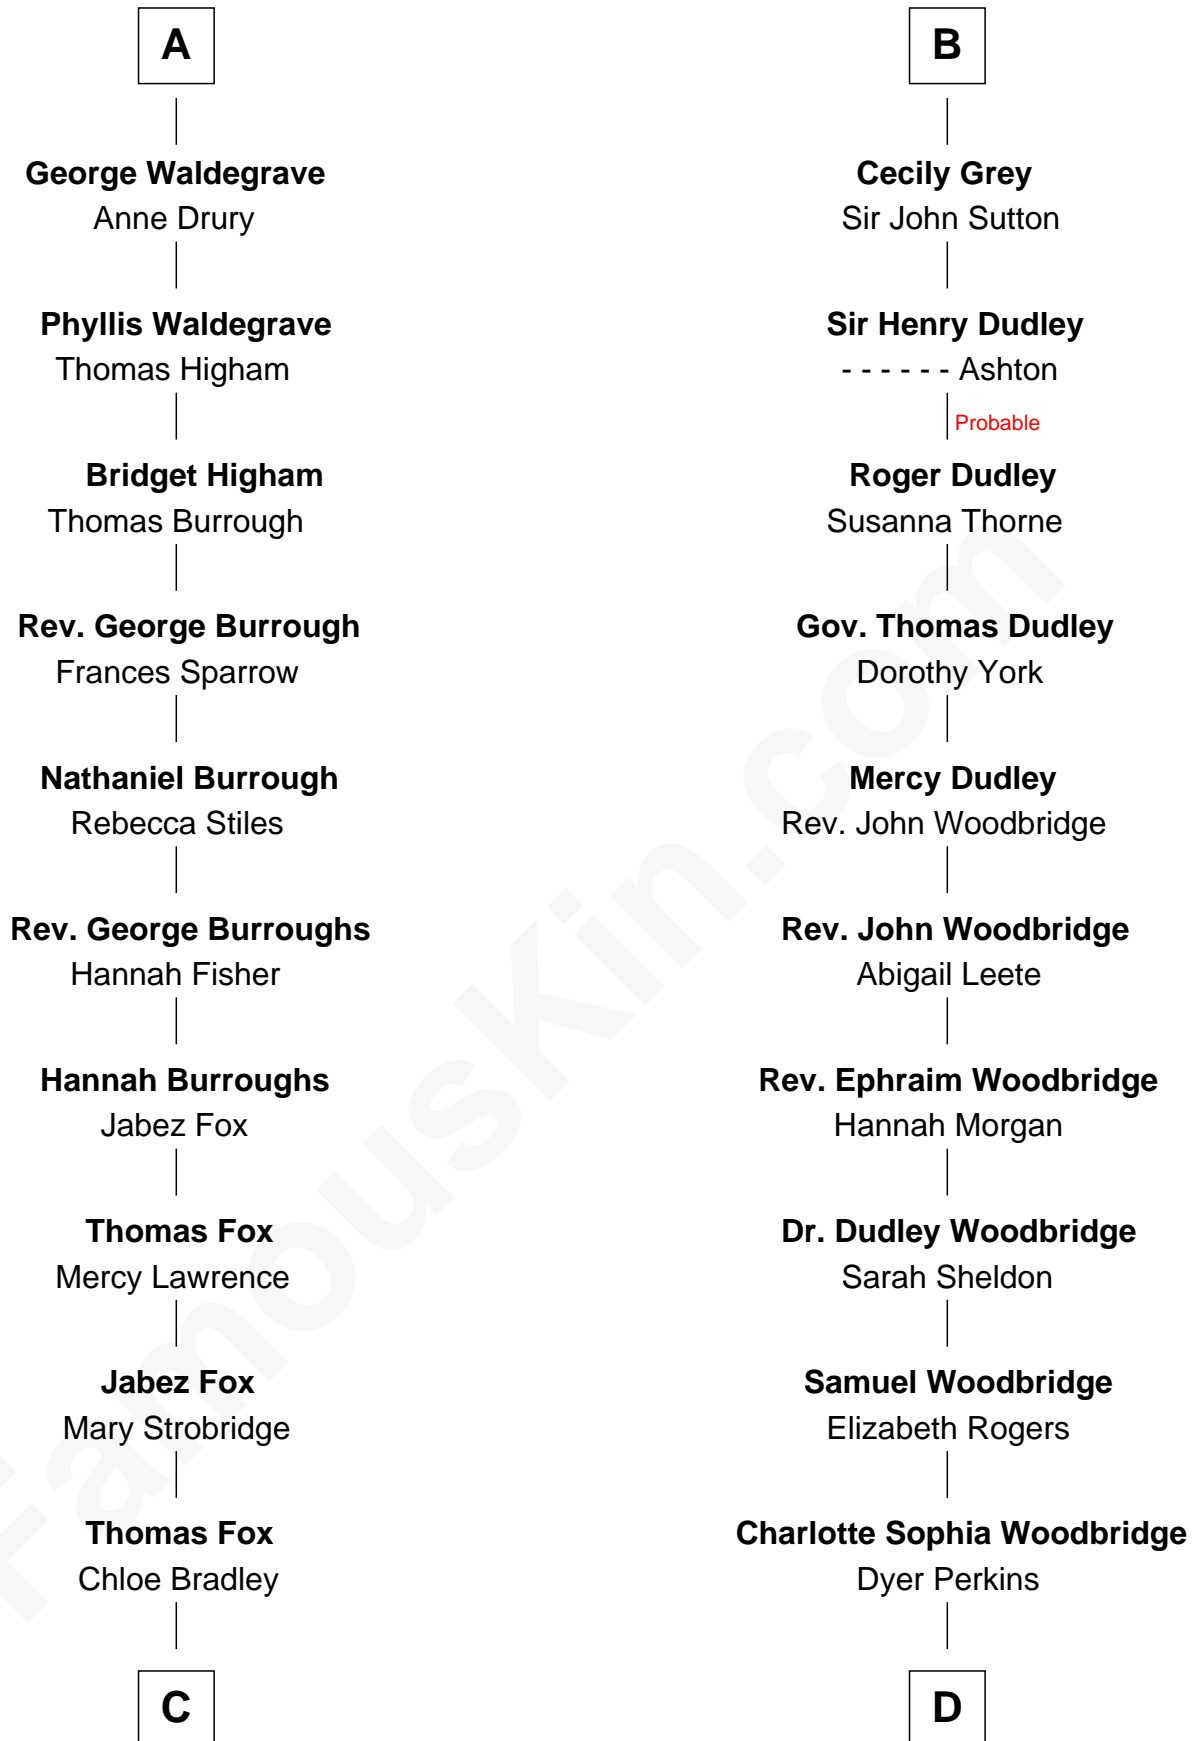 A
George Waldegrave
Anne Drury
Phyllis Waldegrave
Thomas Higham
Bridget Higham
Thomas Burrough
Rev. George Burrough
Frances Sparrow
Nathaniel Burrough
Rebecca Stiles
Rev. George Burroughs
Hannah Fisher
Hannah Burroughs
Jabez Fox
Thomas Fox
Mercy Lawrence
Jabez Fox
Mary Strobridge
Thomas Fox
Chloe Bradley
C
B
Cecily Grey
Sir John Sutton
Sir Henry Dudley
- - - - - - Ashton
Probable
Roger Dudley
Susanna Thorne
Gov. Thomas Dudley
Dorothy York
Mercy Dudley
Rev. John Woodbridge
Rev. John Woodbridge
Abigail Leete
Rev. Ephraim Woodbridge
Hannah Morgan
Dr. Dudley Woodbridge
Sarah Sheldon
Samuel Woodbridge
Elizabeth Rogers
Charlotte Sophia Woodbridge
Dyer Perkins
D
FamousKin.com